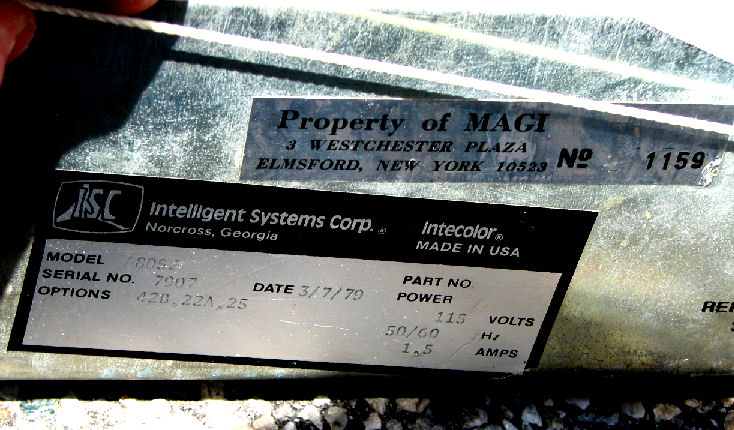 Property of MAGI
3 WESTCHESTER PLAZA
ELMSFORD, NEW YORK 10523 Nº 1159
ISC Intelligent Systems Corp.® Intecolor®
Norcross, Georgia MADE IN USA
MODEL
SERIAL NO. 7907 DATE 3/7/79 PART NO.
OPTIONS 42B,22A,25 POWER
115 VOLTS
50/60 Hz
1.5 AMPS